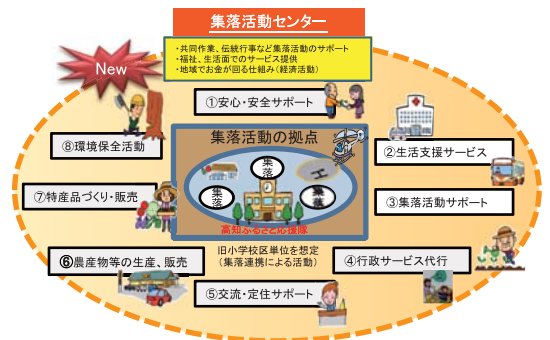 集落活動センター
・共同作業、伝統行事など集落活動のサポート
・福祉、生活面でのサービス提供
・地域でお金が回る仕組み(経済活動)
New
①安心・安全サポート
⑧環境保全活動
集落活動の拠点
②生活支援サービス
集落
⑦特産品づくり・販売
集落
集落
③集落活動サポート
高知ふるさと応援隊
旧小学校区単位を想定
(集落連携による活動)
⑥農産物等の生産、販売
④行政サービス代行
⑤交流・定住サポート